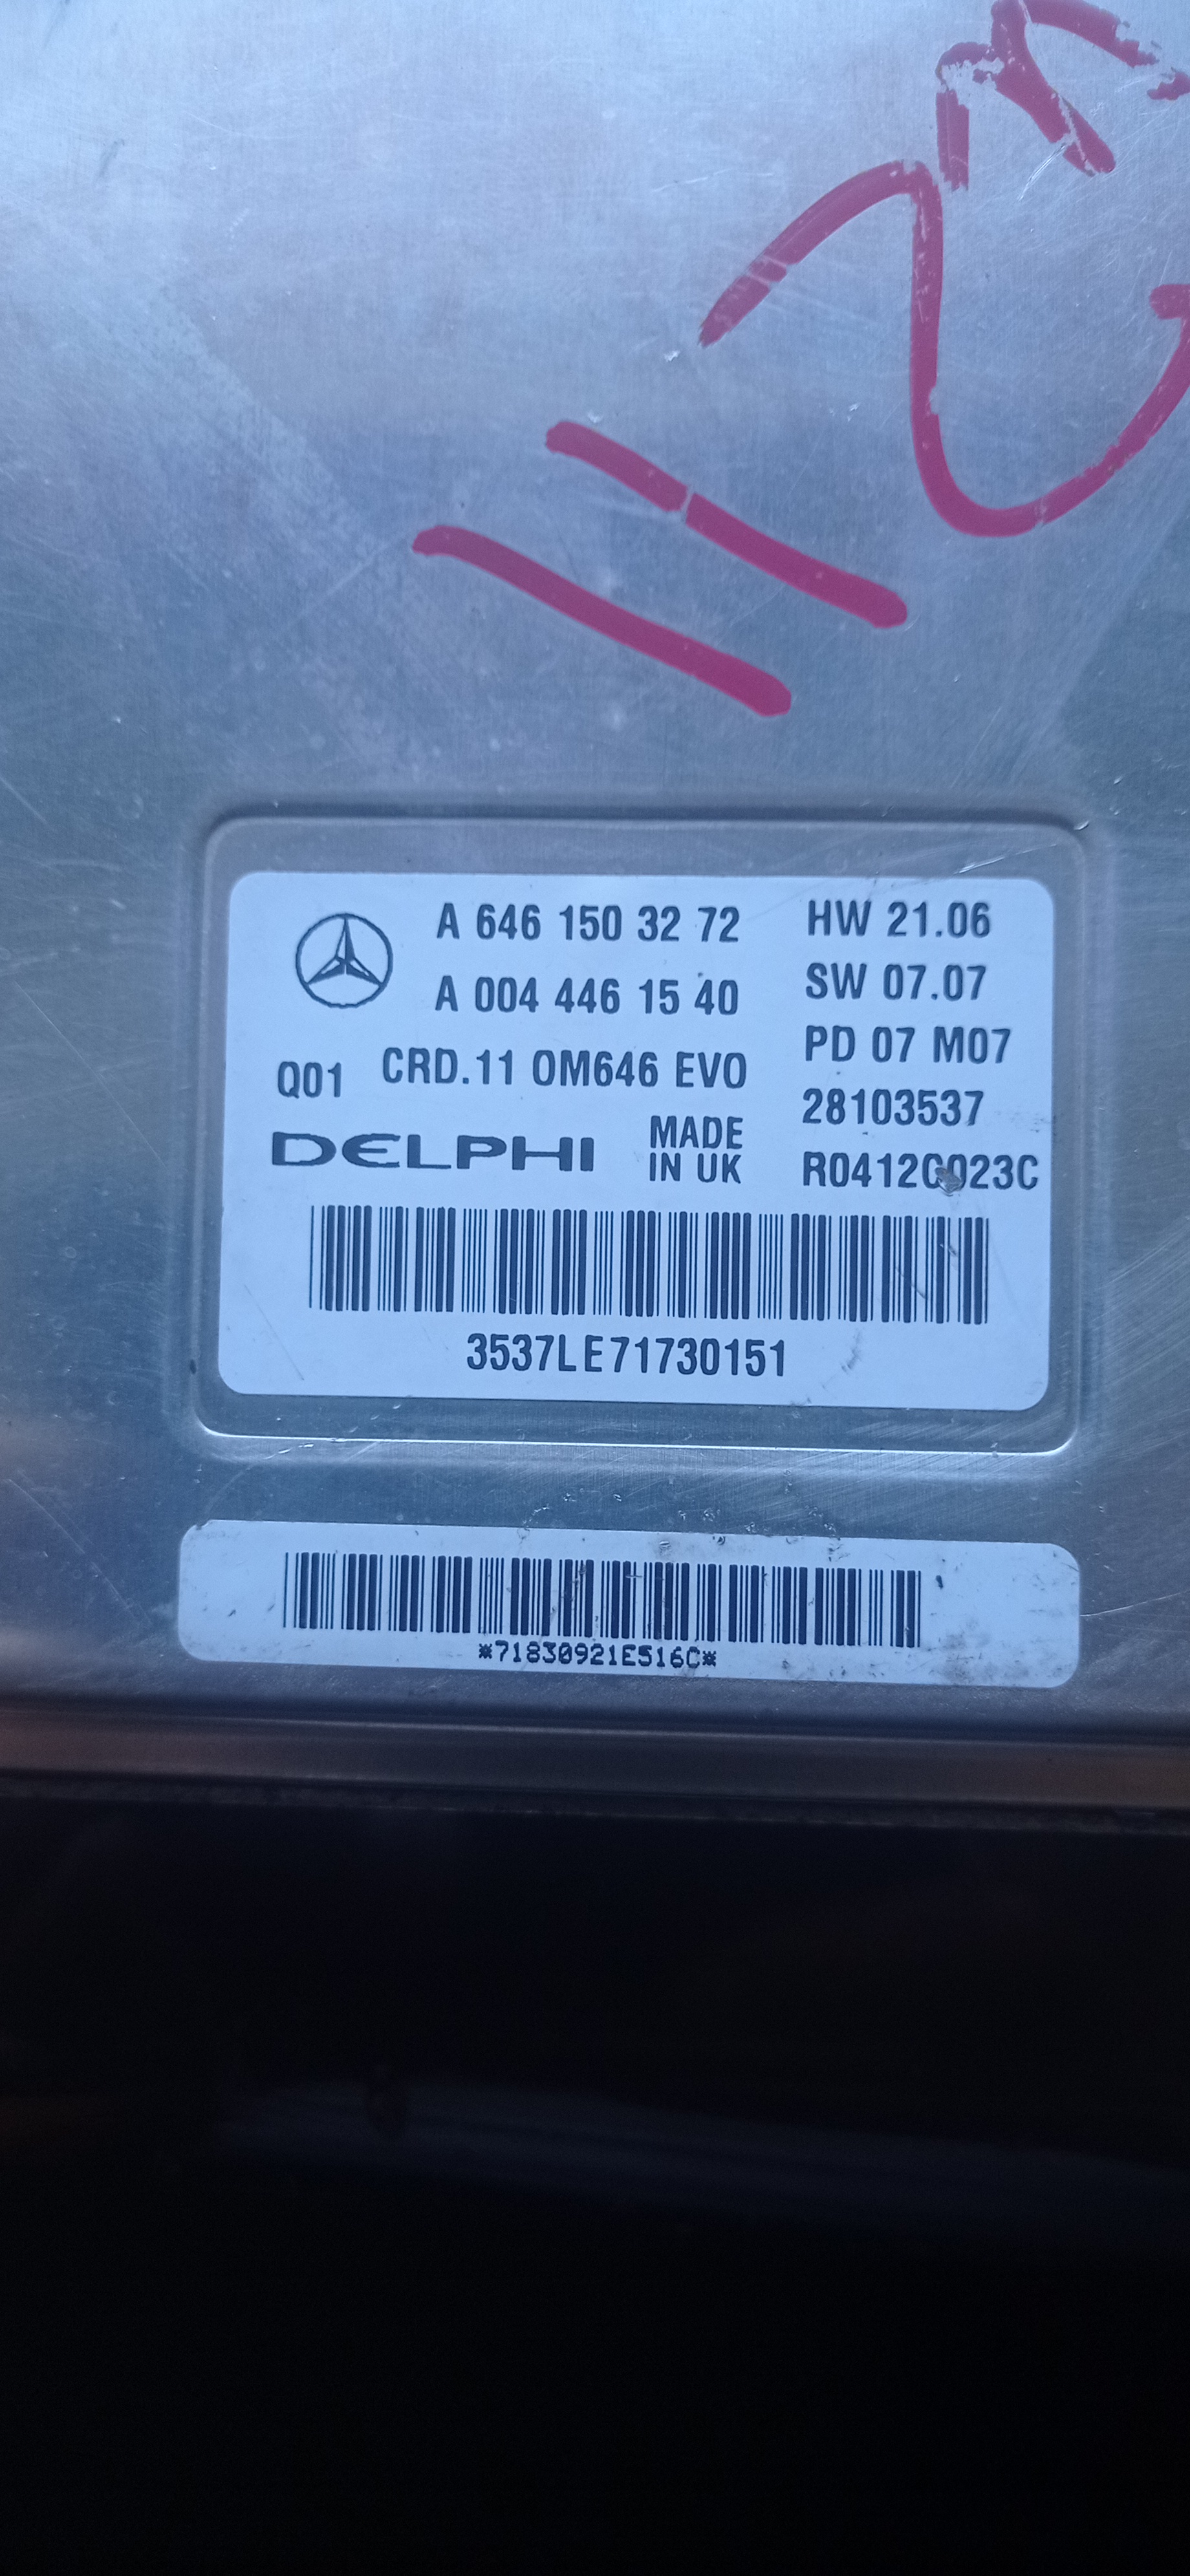 A 646 150 32 72
HW 21.06
A 004 446 15 40
SW 07.07
PD 07 M07
Q01 CRD.11 OM646 EVO
28103537
DELPHI MADE IN UK
R0412C023C
3537LE71730151
*71830921E516C*